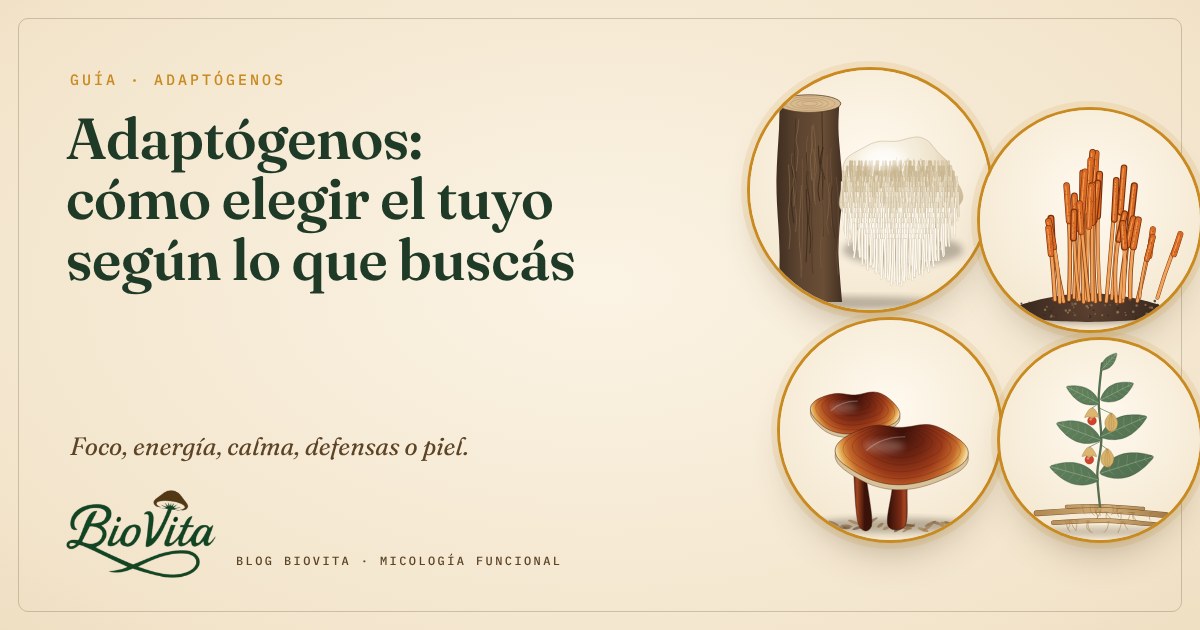 GUÍA · ADAPTÓGENOS
Adaptógenos:
cómo elegir el tuyo
según lo que buscás
Foco, energía, calma, defensas o piel.
BioVita
BLOG BIOVITA · MICOLOGÍA FUNCIONAL